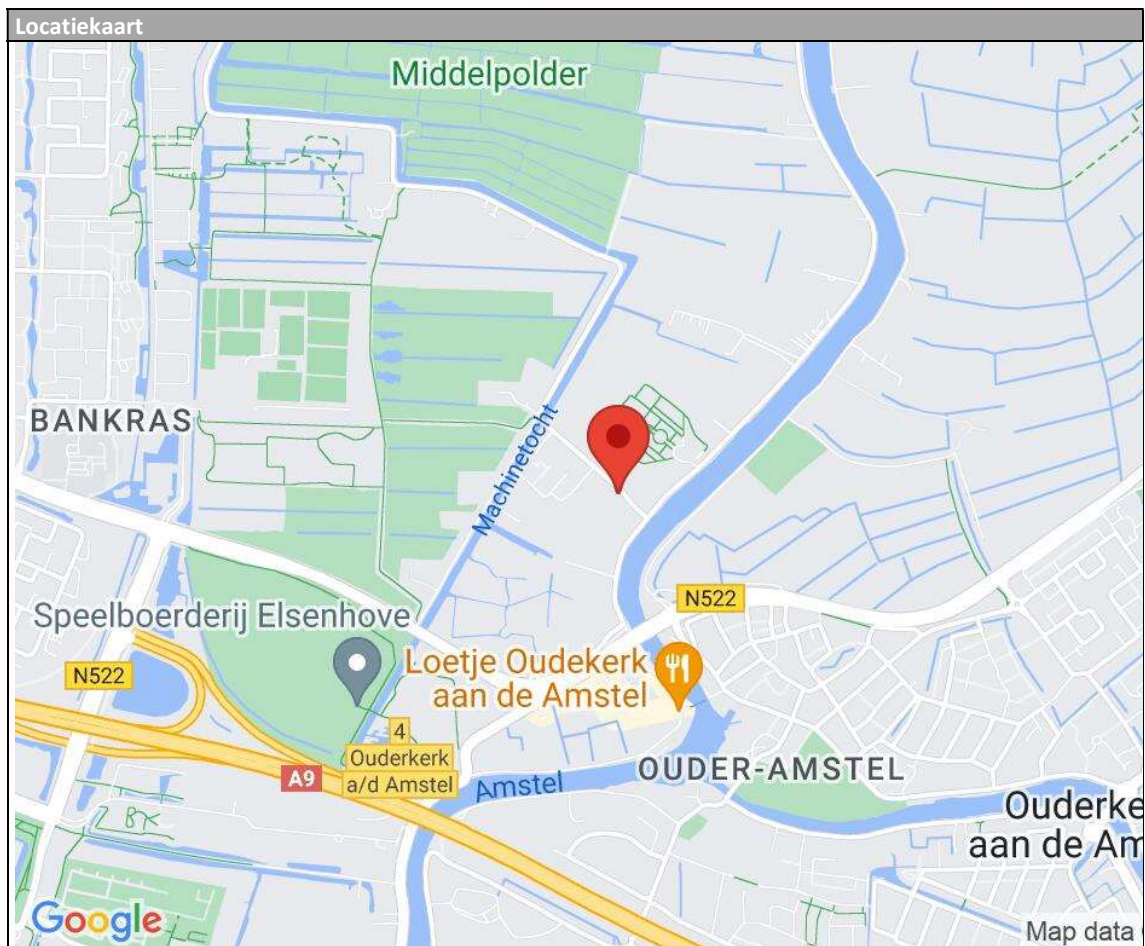 Locatiekaart
Middelpolder
BANKRAS
Machinetocht
N522
Speelboerderij Elsenhove
Loetje Oudekerk
aan de Amstel
N522
4
Ouderkerk
a/d Amstel
A9
Amstel
OUDER-AMSTEL
Ouderke
aan de Am
Google
Map data